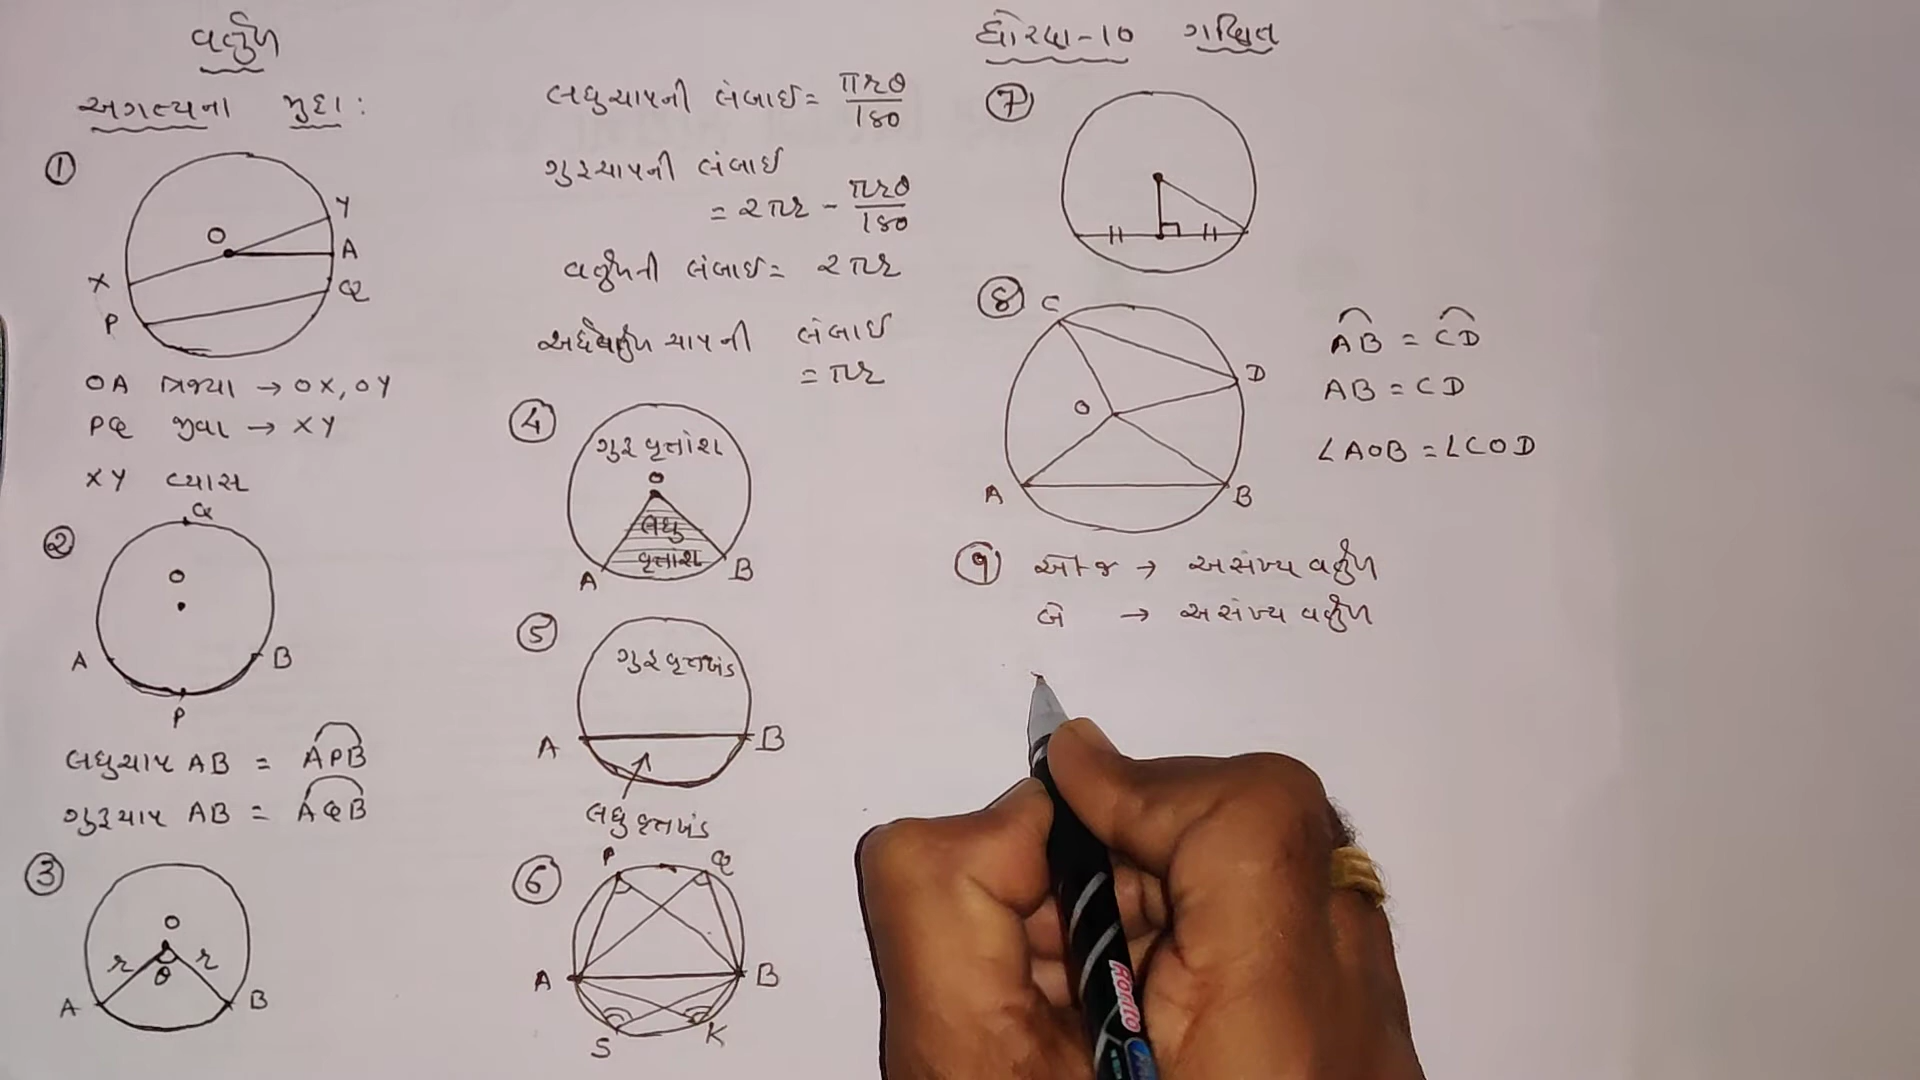 વર્તુળ
ધોરણ-૧૦ ગણિત
અગત્યના મુદ્દા :
①
Y
O
A
X
Q
P
OA ત્રિજ્યા → OX, OY
PQ જીવા → XY
XY વ્યાસ
②
Q
O
A
B
P
લઘુચાપ AB = APB
ગુરુચાપ AB = AQB
③
O
r r
θ
A B
લઘુચાપની લંબાઈ = πrθ/180
ગુરુચાપની લંબાઈ
= 2πr - πrθ/180
વર્તુળની લંબાઈ = 2πr
અર્ધવર્તુળ ચાપની લંબાઈ
= πr
④
ગુરુ વૃત્તાંશ
O
લઘુ
વૃત્તાંશ
A B
⑤
ગુરુ વૃત્તખંડ
A B
લઘુ વૃત્તખંડ
⑥
P Q
A B
S K
⑦
⑧
C
D
O
A B
AB = CD
AB = CD
∠AOB = ∠COD
⑨ એક જ → અસંખ્ય વર્તુળ
બે → અસંખ્ય વર્તુળ
Rorito